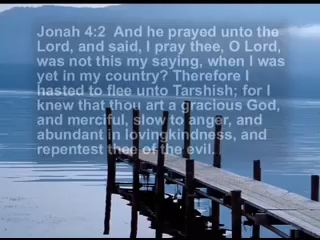 Jonah 4:2  And he prayed unto the
Lord, and said, I pray thee, O Lord,
was not this my saying, when I was
yet in my country? Therefore I
hasted to flee unto Tarshish; for I
knew that thou art a gracious God,
and merciful, slow to anger, and
abundant in lovingkindness, and
repentest thee of the evil.